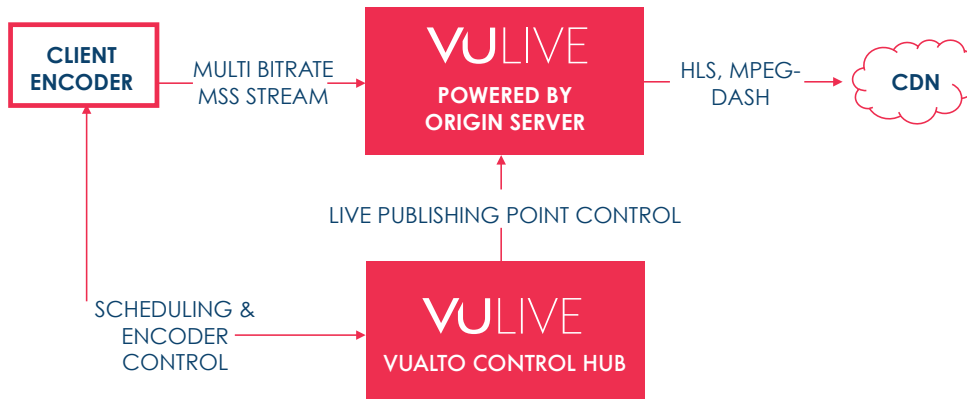 CLIENT
ENCODER
MULTI BITRATE
MSS STREAM
VULIVE
POWERED BY
ORIGIN SERVER
HLS, MPEG-
DASH
CDN
LIVE PUBLISHING POINT CONTROL
SCHEDULING &
ENCODER
CONTROL
VULIVE
VUALTO CONTROL HUB